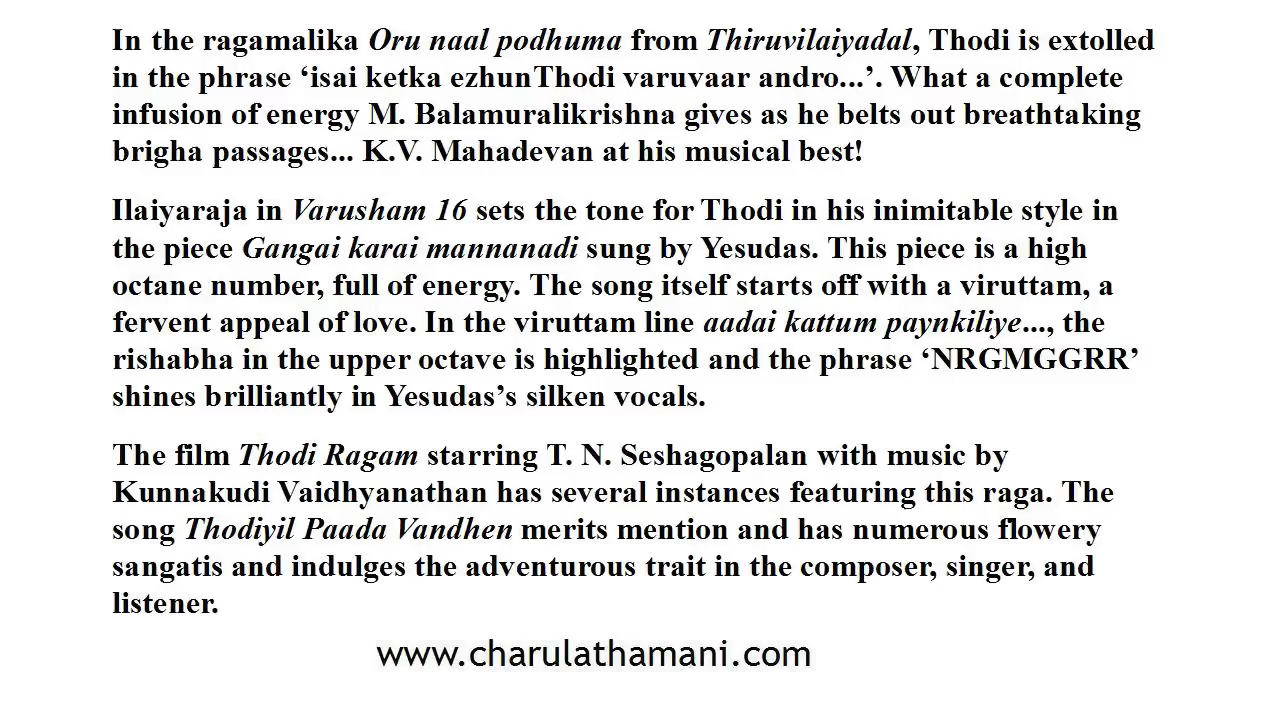 In the ragamalika Oru naal podhuma from Thiruvilaiyadal, Thodi is extolled
in the phrase ‘isai ketka ezhunThodi varuvaar andro...’. What a complete
infusion of energy M. Balamuralikrishna gives as he belts out breathtaking
brigha passages... K.V. Mahadevan at his musical best!
Ilaiyaraja in Varusham 16 sets the tone for Thodi in his inimitable style in
the piece Gangai karai mannanadi sung by Yesudas. This piece is a high
octane number, full of energy. The song itself starts off with a viruttam, a
fervent appeal of love. In the viruttam line aadai kattum paynkiliye..., the
rishabha in the upper octave is highlighted and the phrase ‘NRGMGGRR’
shines brilliantly in Yesudas’s silken vocals.
The film Thodi Ragam starring T. N. Seshagopalan with music by
Kunnakudi Vaidhyanathan has several instances featuring this raga. The
song Thodiyil Paada Vandhen merits mention and has numerous flowery
sangatis and indulges the adventurous trait in the composer, singer, and
listener.
www.charulathamani.com